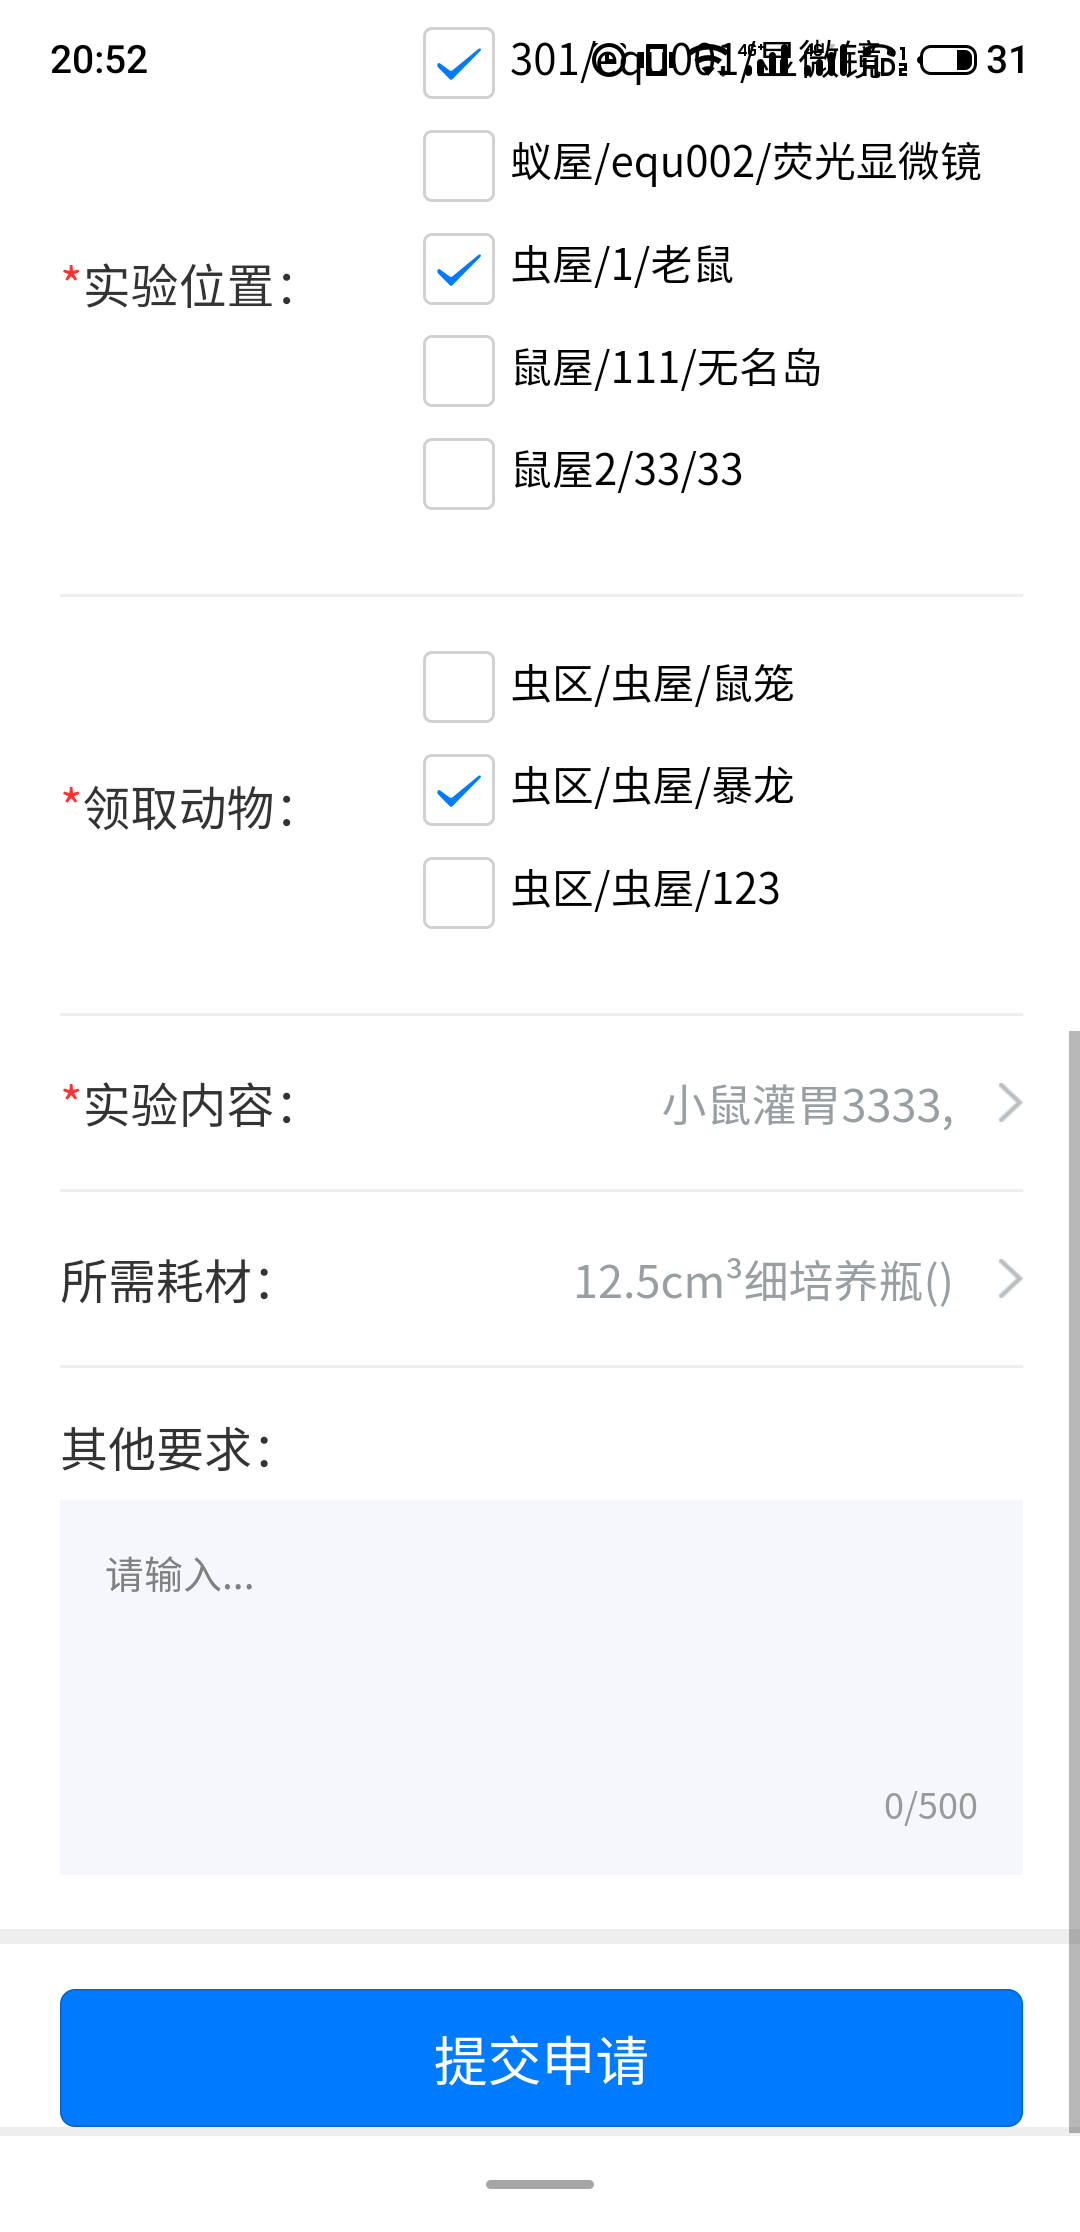 20:52
301/equ001/显微镜
31
蚁屋/equ002/荧光显微镜
虫屋/1/老鼠
*实验位置：
鼠屋/111/无名岛
鼠屋2/33/33
虫区/虫屋/鼠笼
虫区/虫屋/暴龙
*领取动物：
虫区/虫屋/123
*实验内容：
小鼠灌胃3333,
所需耗材：
12.5cm³细培养瓶()
其他要求：
请输入...
0/500
提交申请